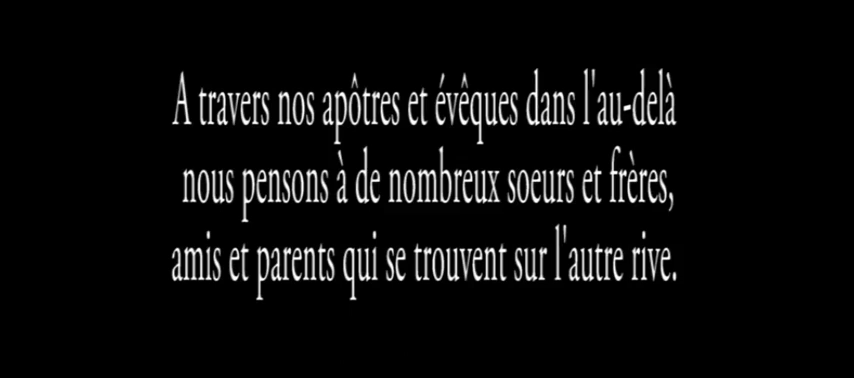 A travers nos apôtres et évêques dans l'au-delà
nous pensons à de nombreux soeurs et frères,
amis et parents qui se trouvent sur l'autre rive.